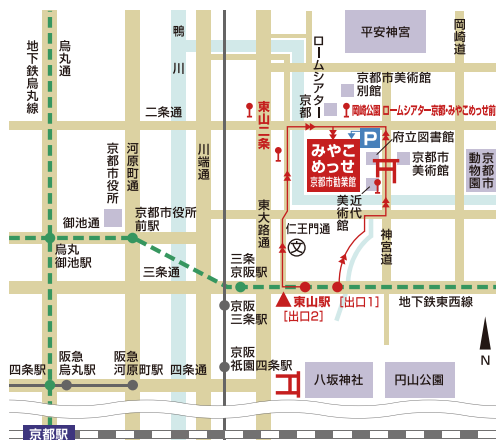 平安神宮
岡崎道
鴨川
地下鉄烏丸線
烏丸通
ロームシアター
京都
京都市美術館
別館
岡崎公園 ロームシアター京都・みやこめっせ前
東山二条
二条通
P
府立図書館
みやこ
めっせ
京都市勧業館
京都市
美術館
京都市
動物園
京都市役所
河原町通
川端通
近代
美術館
東大路通
御池通
京都市役所
前駅
仁王門通
文
神宮道
烏丸
御池駅
三条通
三条
京阪駅
東山駅
[出口1]
[出口2]
地下鉄東西線
京阪
三条駅
N
四条駅
阪急
烏丸駅
阪急
河原町駅
四条通
京阪
祇園四条駅
八坂神社
円山公園
京都駅